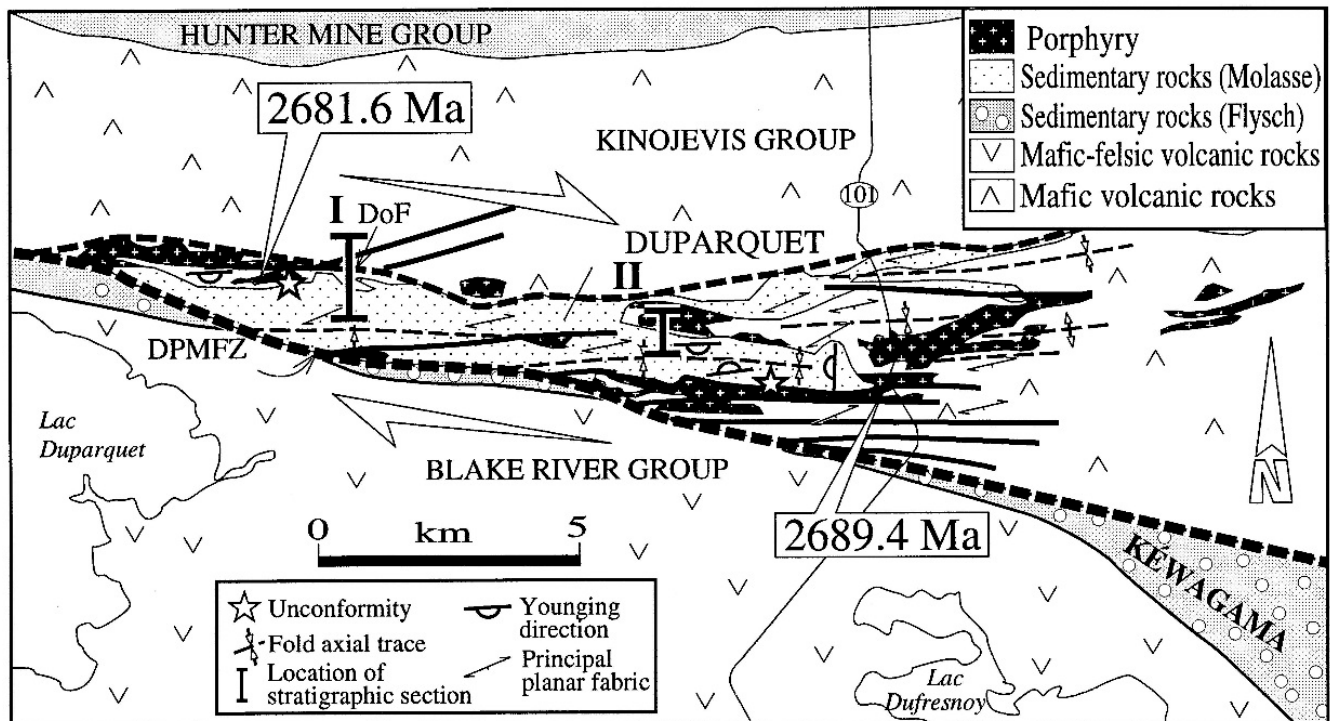 HUNTER MINE GROUP
2681.6 Ma
KINOJEVIS GROUP
101
I
DoF
DUPARQUET
II
DPMFZ
Lac
Duparquet
BLAKE RIVER GROUP
2689.4 Ma
KÉWAGAMA
Lac
Dufresnoy
N
0 5
km
Porphyry
Sedimentary rocks (Molasse)
Sedimentary rocks (Flysch)
Mafic-felsic volcanic rocks
Mafic volcanic rocks
Unconformity
Fold axial trace
Location of
stratigraphic section
Younging
direction
Principal
planar fabric